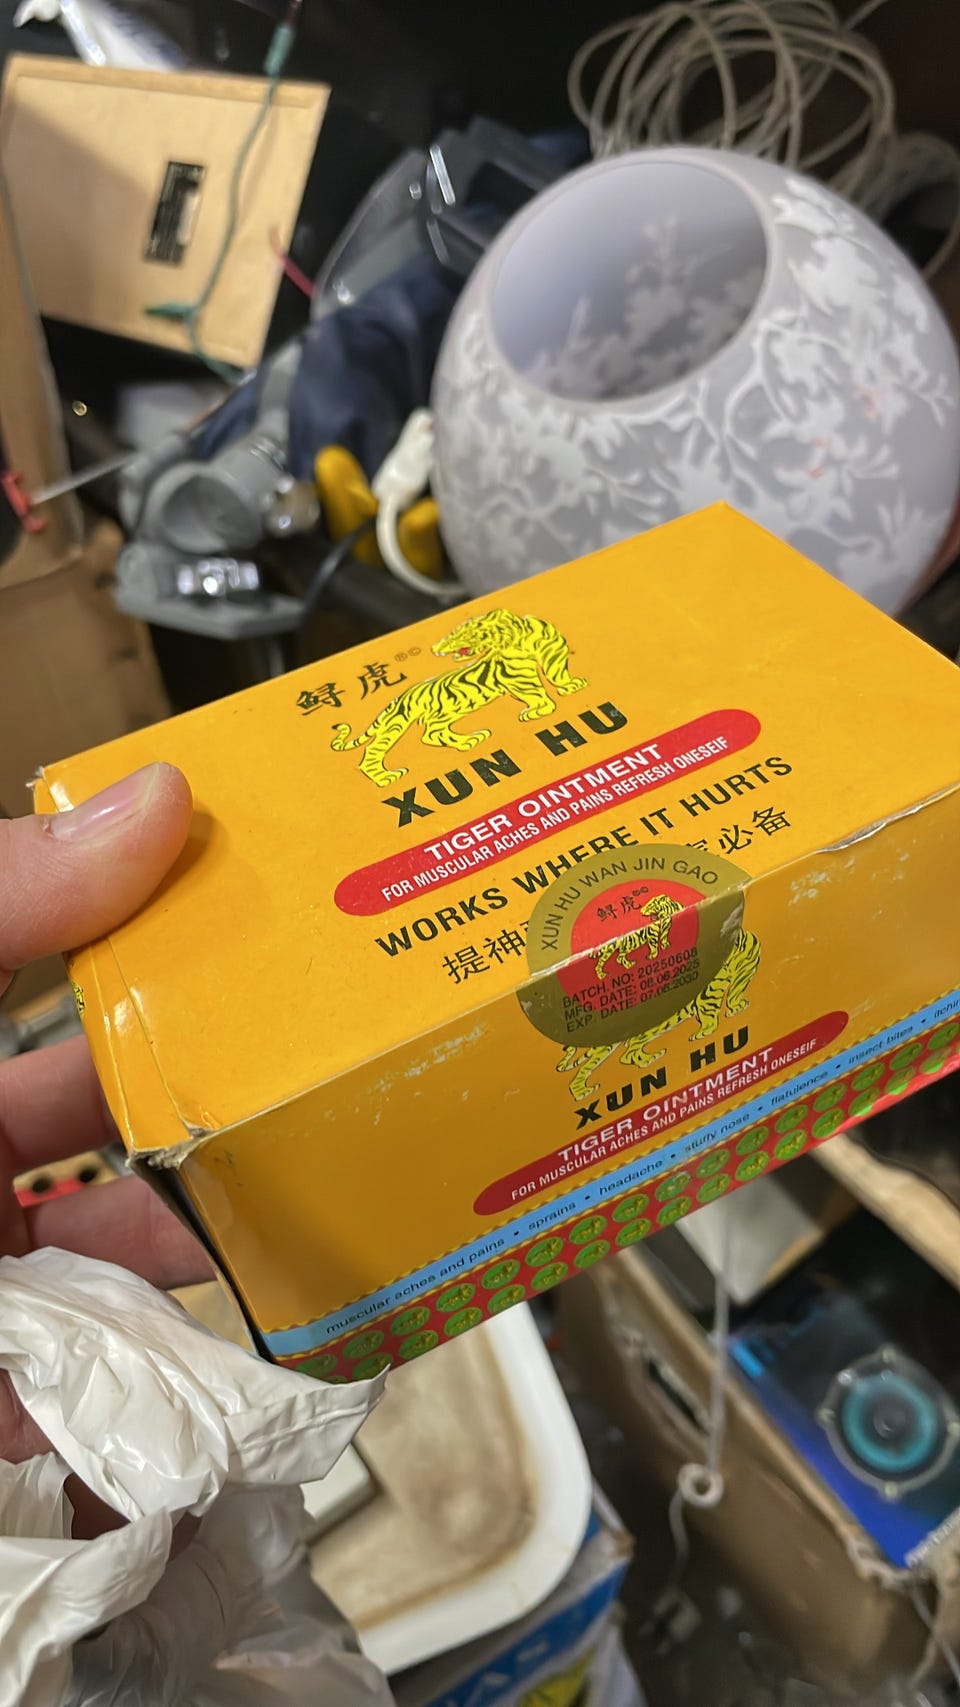 鲟虎®©
XUN HU
TIGER OINTMENT
FOR MUSCULAR ACHES AND PAINS REFRESH ONESEIF
WORKS WHERE IT HURTS
提神 必备
XUN HU WAN JIN GAO
鲟虎®©
BATCH. NO: 20250608
MFG. DATE: 08.06.2025
EXP. DATE: 07.06.2030
XUN HU
TIGER OINTMENT
FOR MUSCULAR ACHES AND PAINS REFRESH ONESEIF
muscular aches and pains • sprains • headache • stuffy nose • flatulence • insect bites •